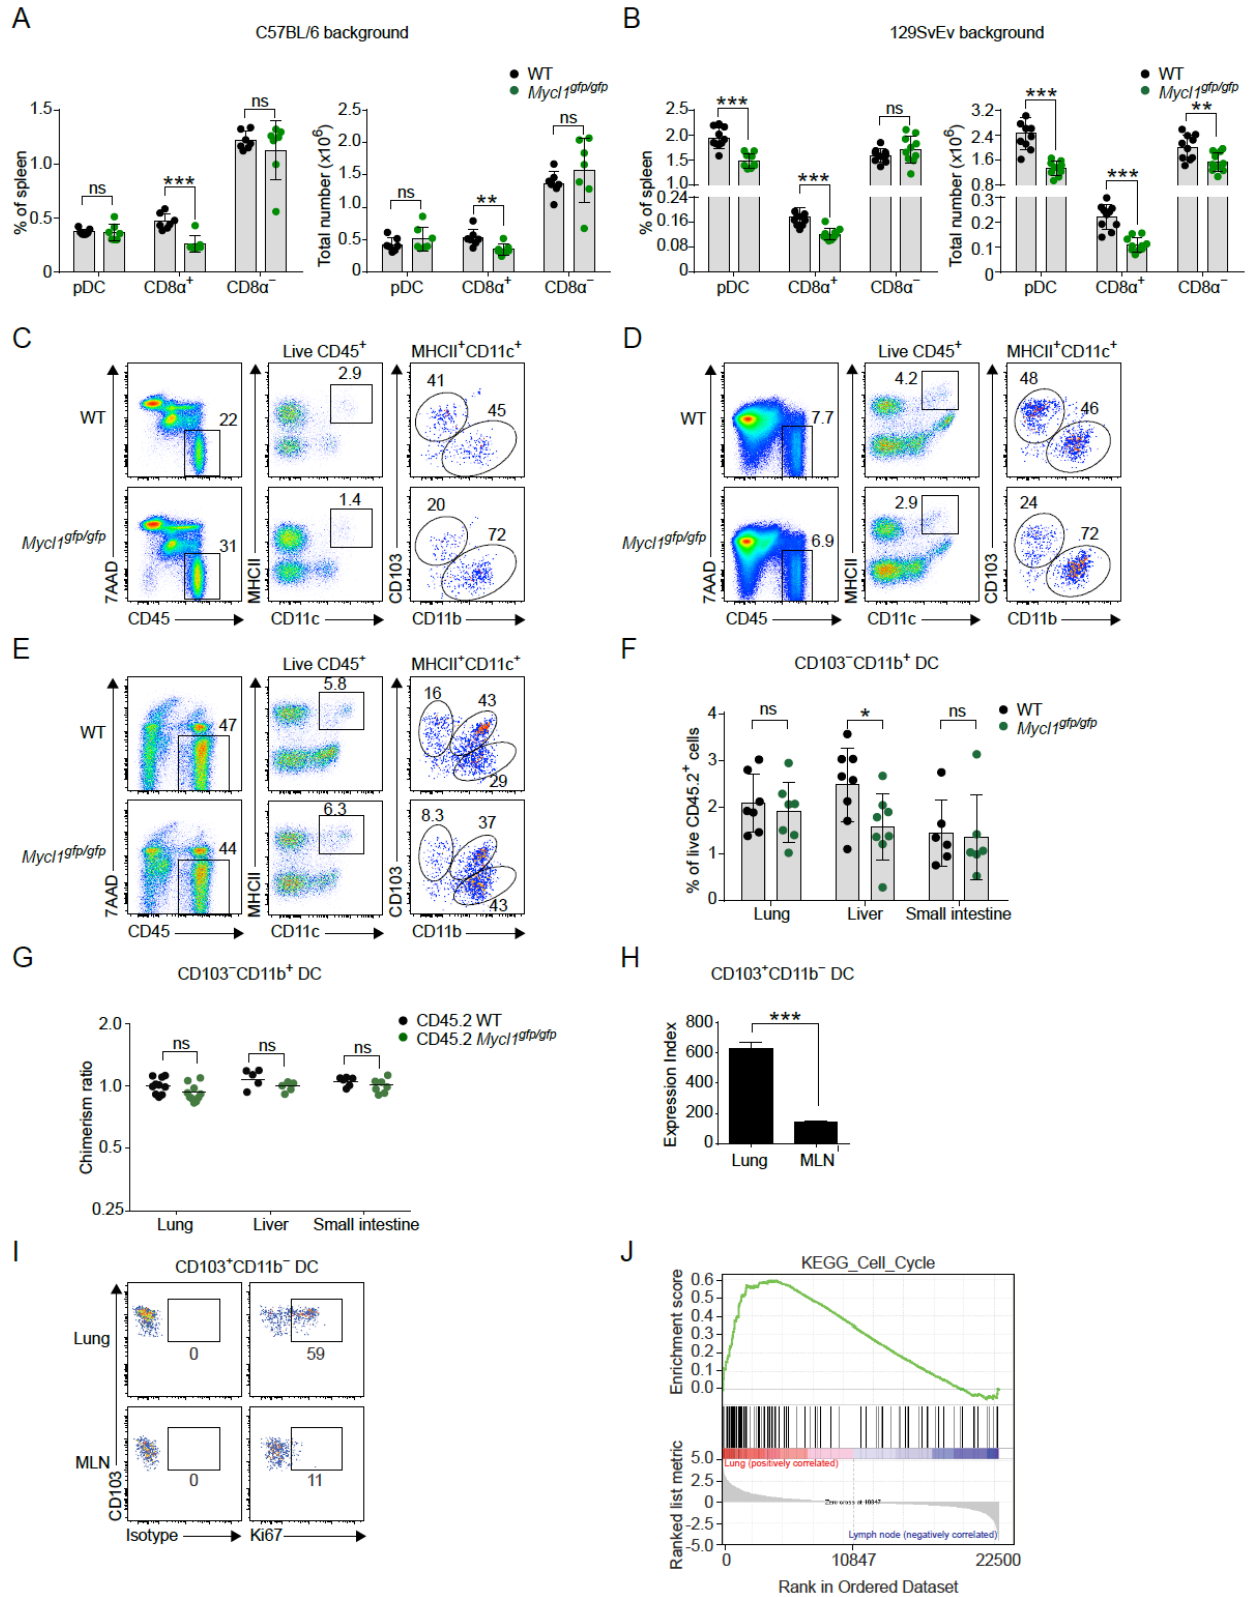 A
C57BL/6 background
WT
Mycl1gfp/gfp
% of spleen
1.5
1.0
0.5
0
ns
***
ns
pDC
CD8α+
CD8α−
Total number (x10⁶)
2.5
2.0
1.5
1.0
0.5
0
ns
**
ns
pDC
CD8α+
CD8α−
B
129SvEv background
WT
Mycl1gfp/gfp
% of spleen
2.5
2.0
1.5
1.0
0.24
0.16
0.08
0
***
***
ns
pDC
CD8α+
CD8α−
Total number (x10⁶)
3.2
2.4
1.6
0.8
0.3
0.2
0.1
0
***
***
**
pDC
CD8α+
CD8α−
C
Live CD45+
MHCII+CD11c+
WT
22
2.9
41
45
Mycl1gfp/gfp
31
1.4
20
72
7AAD
MHCII
CD103
CD45
CD11c
CD11b
D
Live CD45+
MHCII+CD11c+
WT
7.7
4.2
48
46
Mycl1gfp/gfp
6.9
2.9
24
72
7AAD
MHCII
CD103
CD45
CD11c
CD11b
E
Live CD45+
MHCII+CD11c+
WT
47
5.8
16
43
29
Mycl1gfp/gfp
44
6.3
8.3
37
43
7AAD
MHCII
CD103
CD45
CD11c
CD11b
F
CD103−CD11b+ DC
WT
Mycl1gfp/gfp
% of live CD45.2+ cells
4
3
2
1
0
ns
*
ns
Lung
Liver
Small intestine
G
CD103−CD11b+ DC
CD45.2 WT
CD45.2 Mycl1gfp/gfp
Chimerism ratio
2.0
1.0
0.5
0.25
ns
ns
ns
Lung
Liver
Small intestine
H
CD103+CD11b− DC
Expression Index
800
600
400
200
0
***
Lung
MLN
I
CD103+CD11b− DC
Lung
0
59
MLN
0
11
CD103
Isotype
Ki67
J
KEGG_Cell_Cycle
Enrichment score
0.6
0.5
0.4
0.3
0.2
0.1
0.0
Ranked list metric
5.0
2.5
0
-2.5
-5.0
Lung (positively correlated)
Zero cross at 10847
Lymph node (negatively correlated)
0
10847
22500
Rank in Ordered Dataset